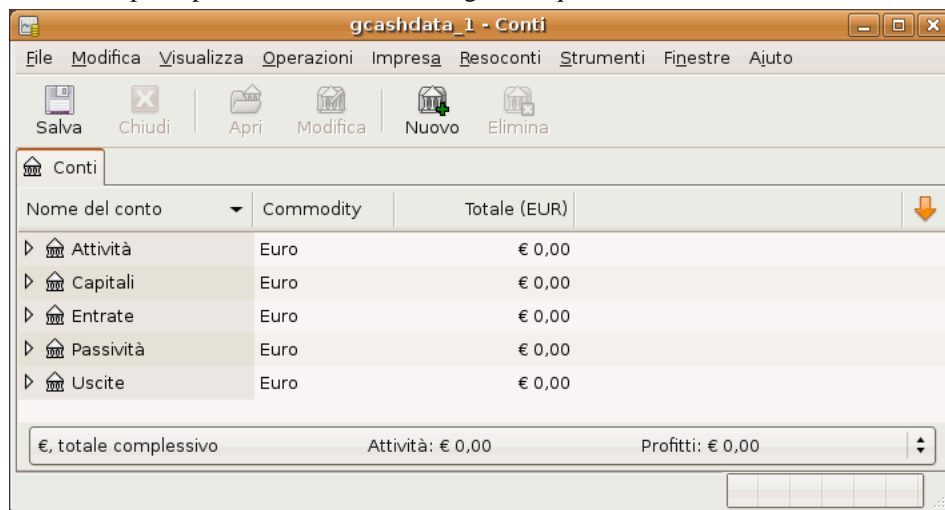 gcashdata_1 - Conti
File Modifica Visualizza Operazioni Impresa Resoconti Strumenti Finestre Aiuto
Salva Chiudi Apri Modifica Nuovo Elimina
Conti
Nome del conto Commodity Totale (EUR)
Attività Euro € 0,00
Capitali Euro € 0,00
Entrate Euro € 0,00
Passività Euro € 0,00
Uscite Euro € 0,00
€, totale complessivo Attività: € 0,00 Profitti: € 0,00